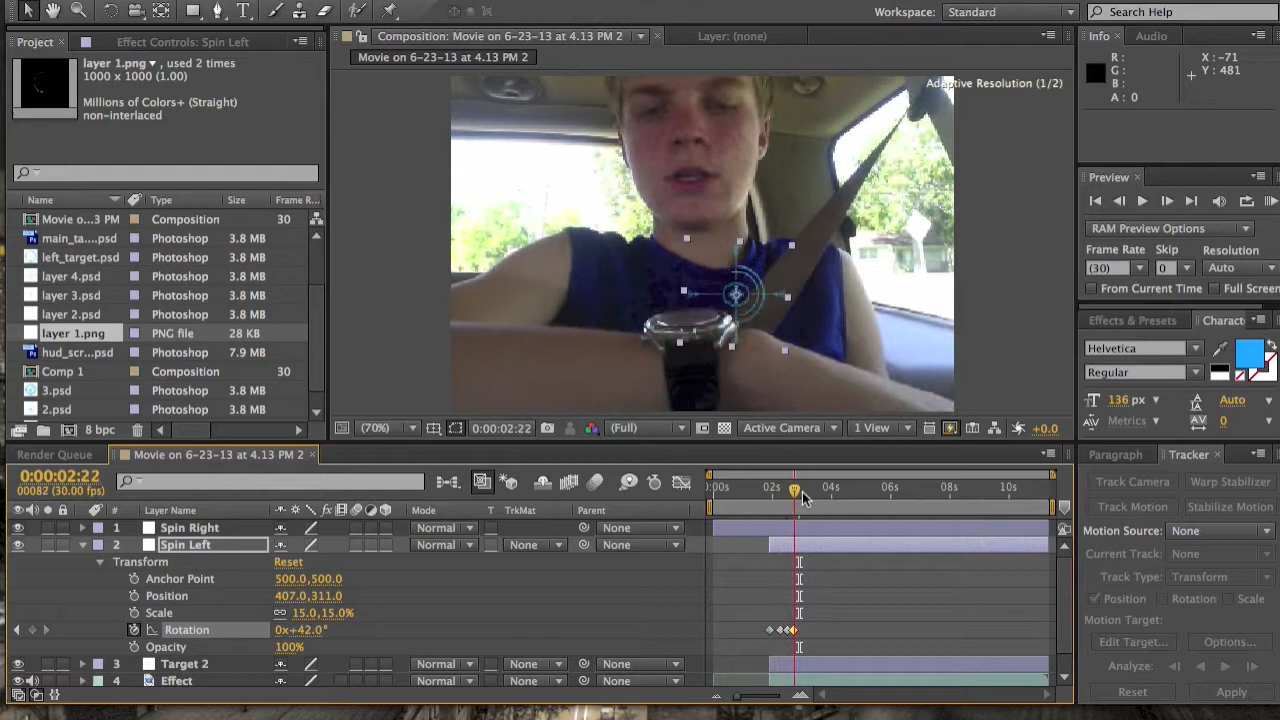 Workspace: Standard Search Help
Project Effect Controls: Spin Left
Composition: Movie on 6-23-13 at 4.13 PM 2
Layer: (none)
Info Audio
layer 1.png , used 2 times
1000 x 1000 (1.00)
Millions of Colors+ (Straight)
non-interlaced
Movie on 6-23-13 at 4.13 PM 2
Adaptive Resolution (1/2)
R :
G :
B :
A : 0
X : -71
Y : 481
Name Type Size Frame R...
Movie o...3 PM Composition 30
main_ta....psd Photoshop 3.8 MB
left_target.psd Photoshop 3.8 MB
layer 4.psd Photoshop 3.8 MB
layer 3.psd Photoshop 3.8 MB
layer 2.psd Photoshop 3.8 MB
layer 1.png PNG file 28 KB
hud_scr....psd Photoshop 7.9 MB
Comp 1 Composition 30
3.psd Photoshop 3.8 MB
2.psd Photoshop 3.8 MB
8 bpc
(70%) 0:00:02:22 (Full) Active Camera 1 View +0.0
Preview
RAM Preview Options
Frame Rate Skip Resolution
(30) 0 Auto
From Current Time Full Screen
Effects & Presets Charact
Helvetica
Regular
136 px Auto
Metrics 0
Render Queue Movie on 6-23-13 at 4.13 PM 2
0:00:02:22
00082 (30.00 fps)
):00s 02s 04s 06s 08s 10s
# Layer Name Mode T TrkMat Parent
1 Spin Right Normal None
2 Spin Left Normal None None
Transform Reset
Anchor Point 500.0,500.0
Position 407.0,311.0
Scale 15.0,15.0%
Rotation 0x+42.0°
Opacity 100%
3 Target 2 Normal None None
4 Effect Normal None None
Paragraph Tracker
Track Camera Warp Stabilizer
Track Motion Stabilize Motion
Motion Source: None
Current Track: None
Track Type: Transform
Position Rotation Scale
Motion Target:
Edit Target... Options...
Analyze:
Reset Apply